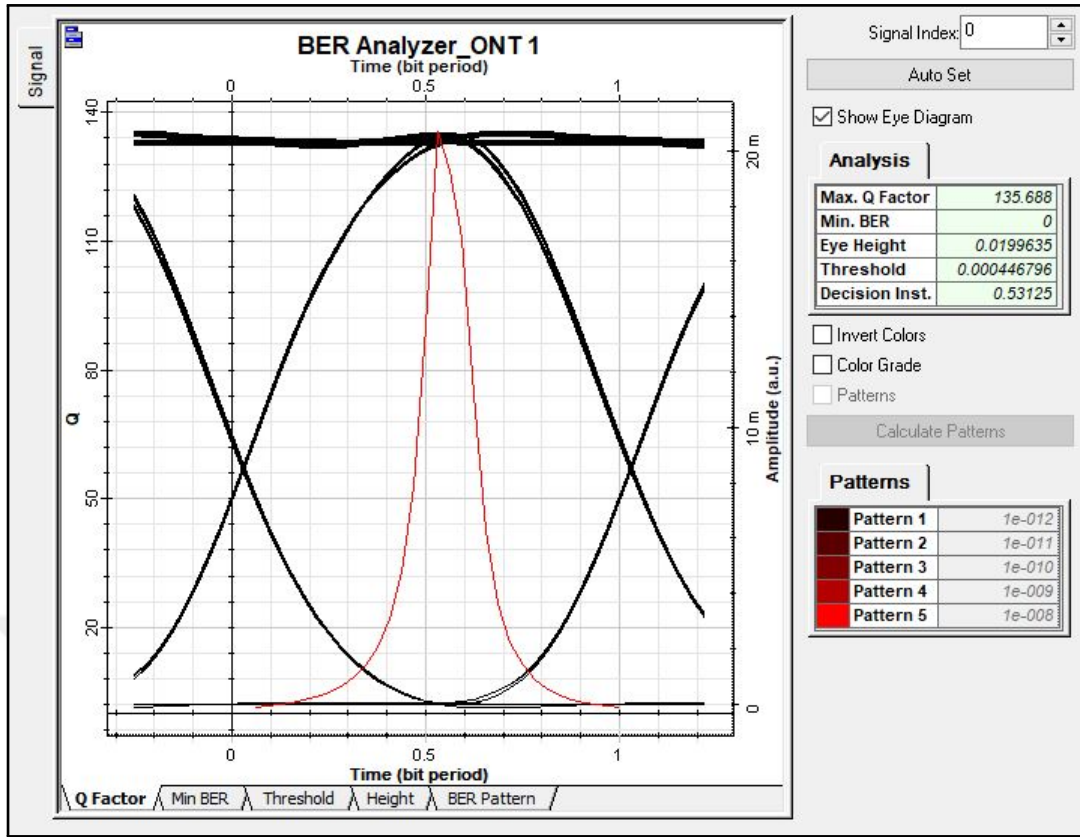 Signal
BER Analyzer_ONT 1
Time (bit period)
0 0.5 1
140
110
80
50
20
Q
20 m
10 m
0
Amplitude (a.u.)
0 0.5 1
Time (bit period)
Q Factor Min BER Threshold Height BER Pattern
Signal Index: 0
Auto Set
Show Eye Diagram
Analysis
Max. Q Factor 135.688
Min. BER 0
Eye Height 0.0199635
Threshold 0.000446796
Decision Inst. 0.53125
Invert Colors
Color Grade
Patterns
Calculate Patterns
Patterns
Pattern 1 1e-012
Pattern 2 1e-011
Pattern 3 1e-010
Pattern 4 1e-009
Pattern 5 1e-008